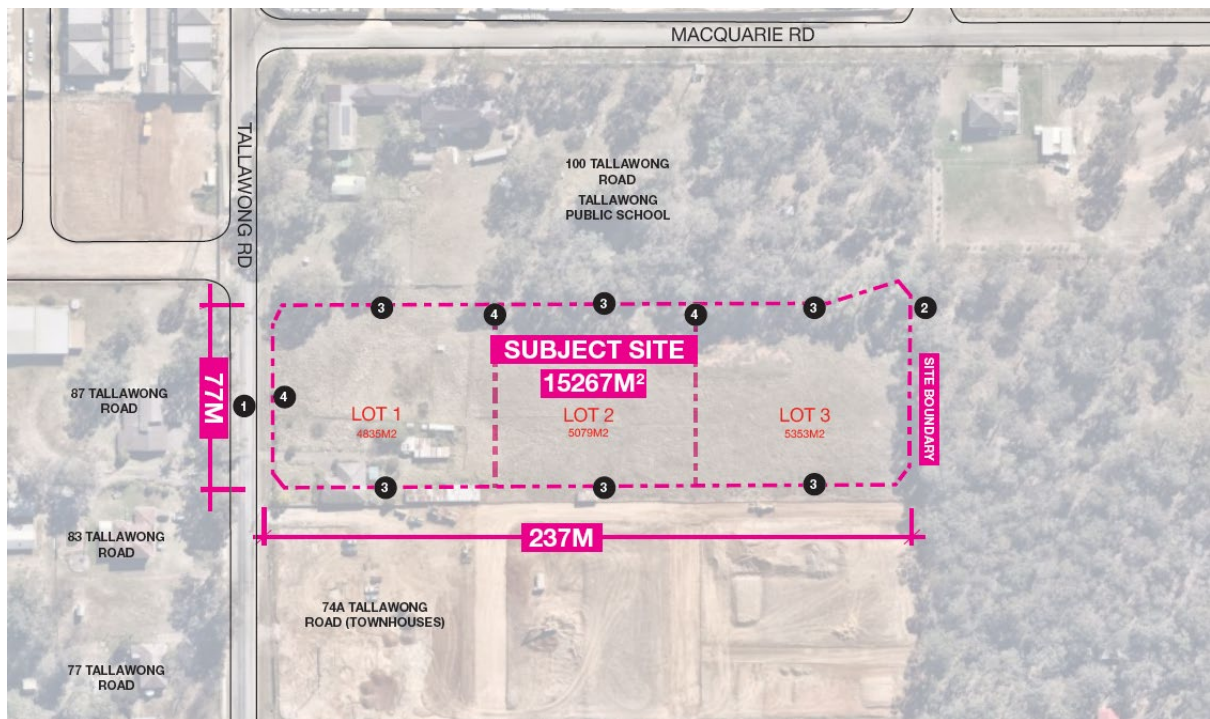 MACQUARIE RD
TALLAWONG RD
100 TALLAWONG
ROAD
TALLAWONG
PUBLIC SCHOOL
3
3
3
2
4
4
SUBJECT SITE
15267M²
77M
1
4
87 TALLAWONG
ROAD
SITE BOUNDARY
LOT 1
4835M2
LOT 2
5079M2
LOT 3
5353M2
3
3
3
237M
83 TALLAWONG
ROAD
74A TALLAWONG
ROAD (TOWNHOUSES)
77 TALLAWONG
ROAD